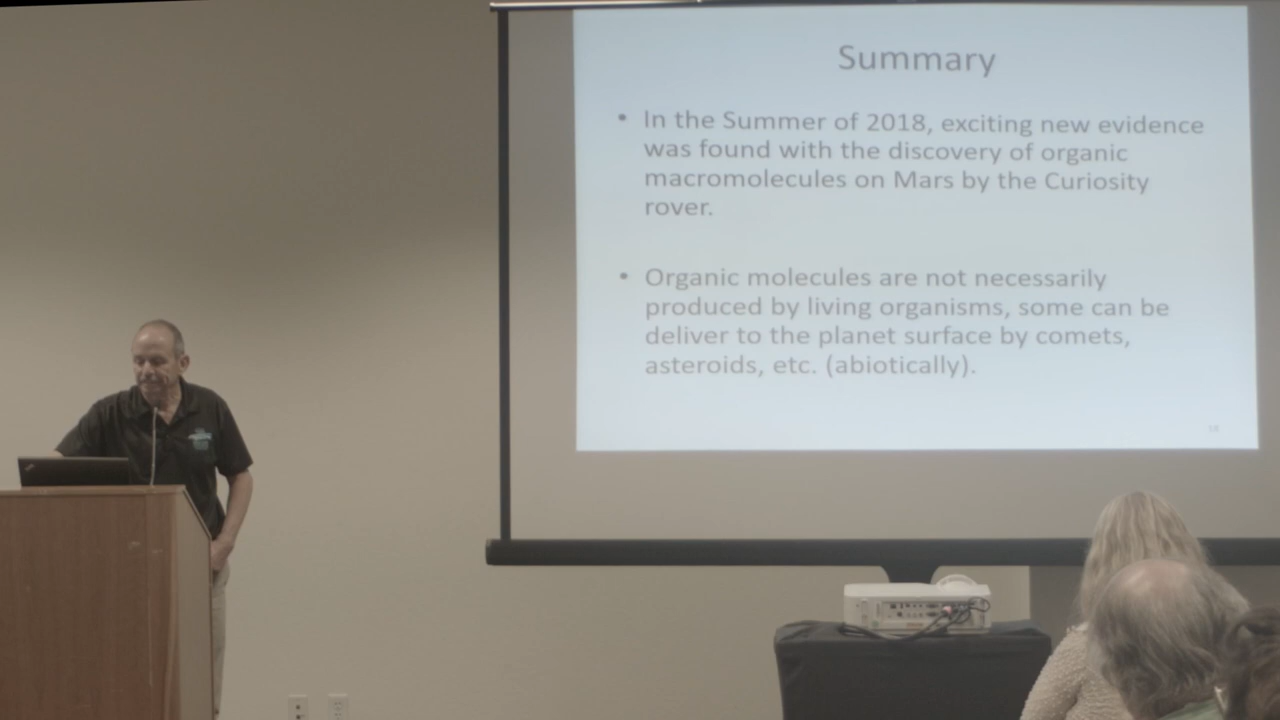 Summary
• In the Summer of 2018, exciting new evidence
was found with the discovery of organic
macromolecules on Mars by the Curiosity
rover.
• Organic molecules are not necessarily
produced by living organisms, some can be
deliver to the planet surface by comets,
asteroids, etc. (abiotically).
18